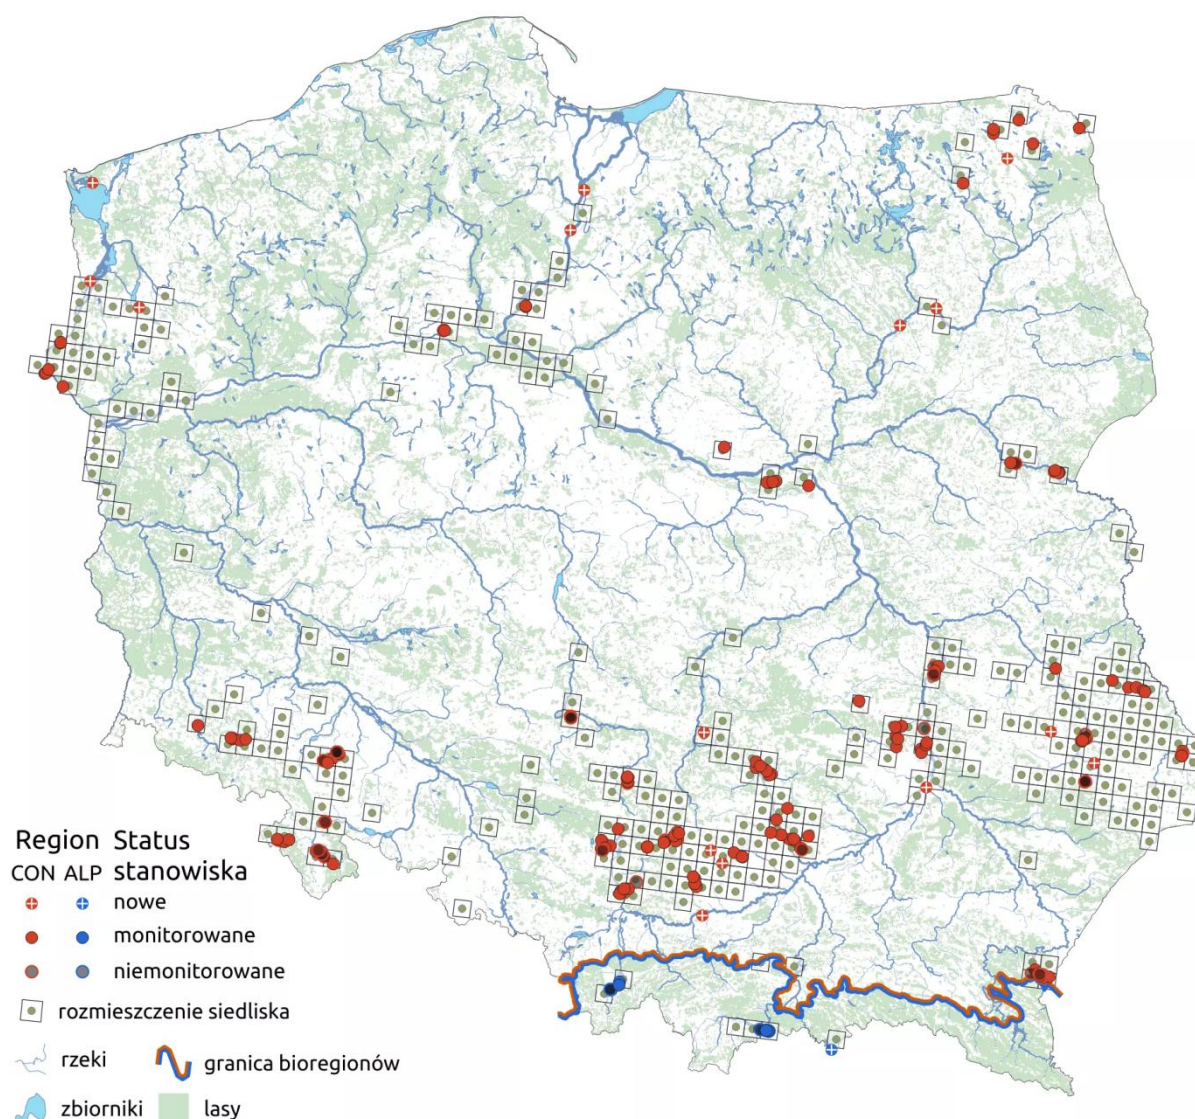 Region Status
CON ALP stanowiska
nowe
monitorowane
niemonitorowane
rozmieszczenie siedliska
rzeki
granica bioregionów
zbiorniki
lasy